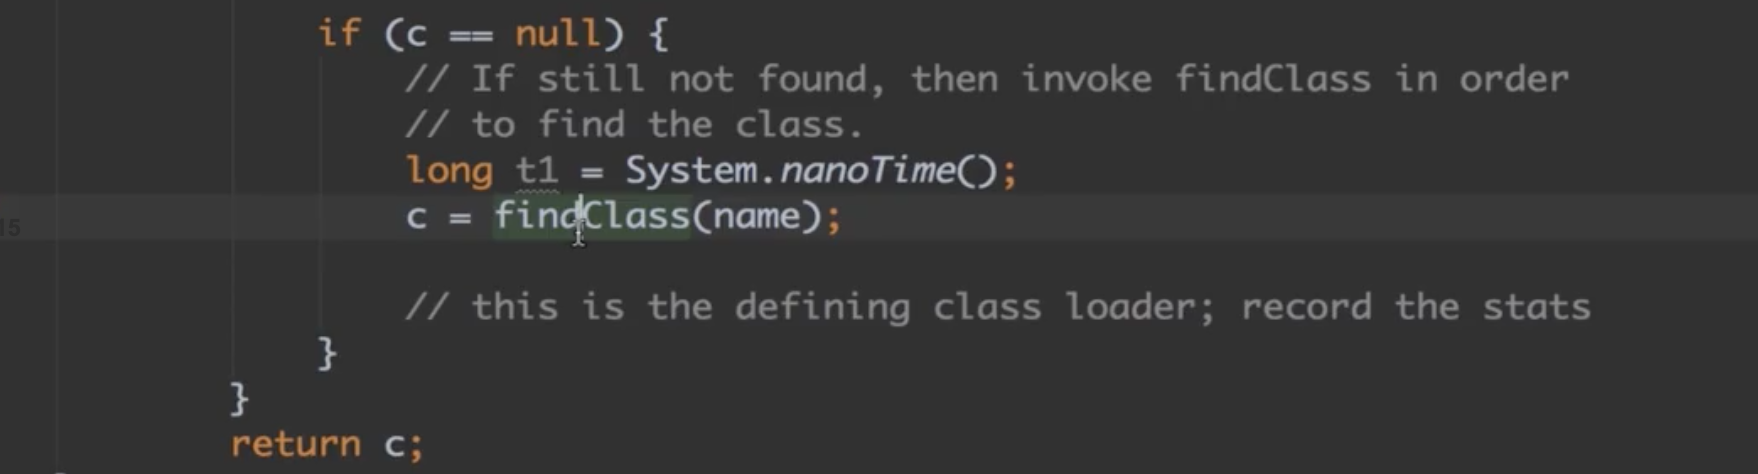 if (c == null) {
// If still not found, then invoke findClass in order
// to find the class.
long t1 = System.nanoTime();
c = findClass(name);
// this is the defining class loader; record the stats
}
}
return c;